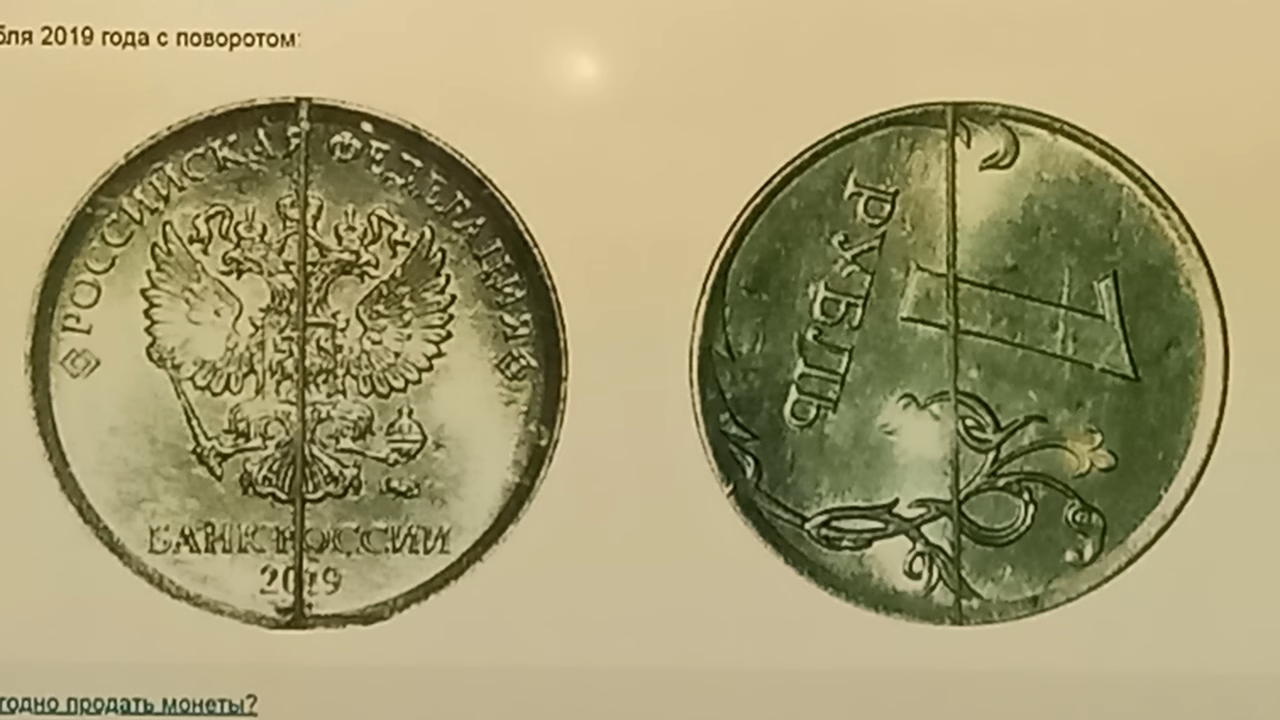 бля 2019 года с поворотом:
РОССИЙСКАЯ ФЕДЕРАЦИЯ
БАНК РОССИИ
2019
1
РУБЛЬ
годно продать монеты?